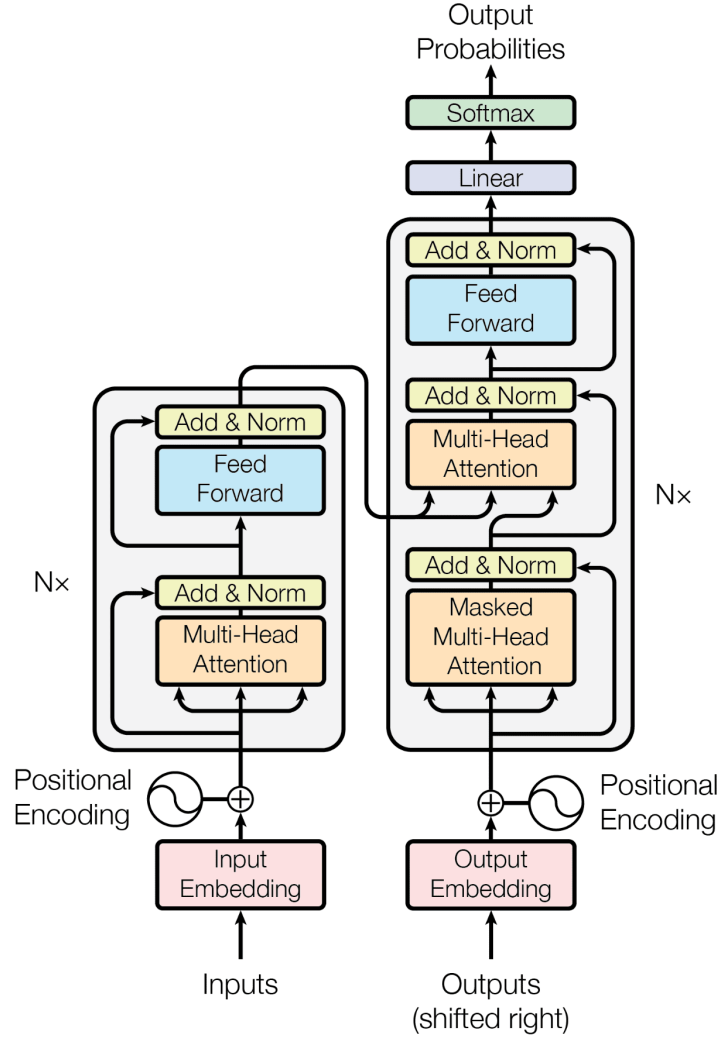 Output
Probabilities
Softmax
Linear
Add & Norm
Feed
Forward
Add & Norm
Multi-Head
Attention
Add & Norm
Masked
Multi-Head
Attention
N×
Add & Norm
Feed
Forward
Add & Norm
Multi-Head
Attention
N×
Positional
Encoding
Positional
Encoding
Input
Embedding
Output
Embedding
Inputs
Outputs
(shifted right)